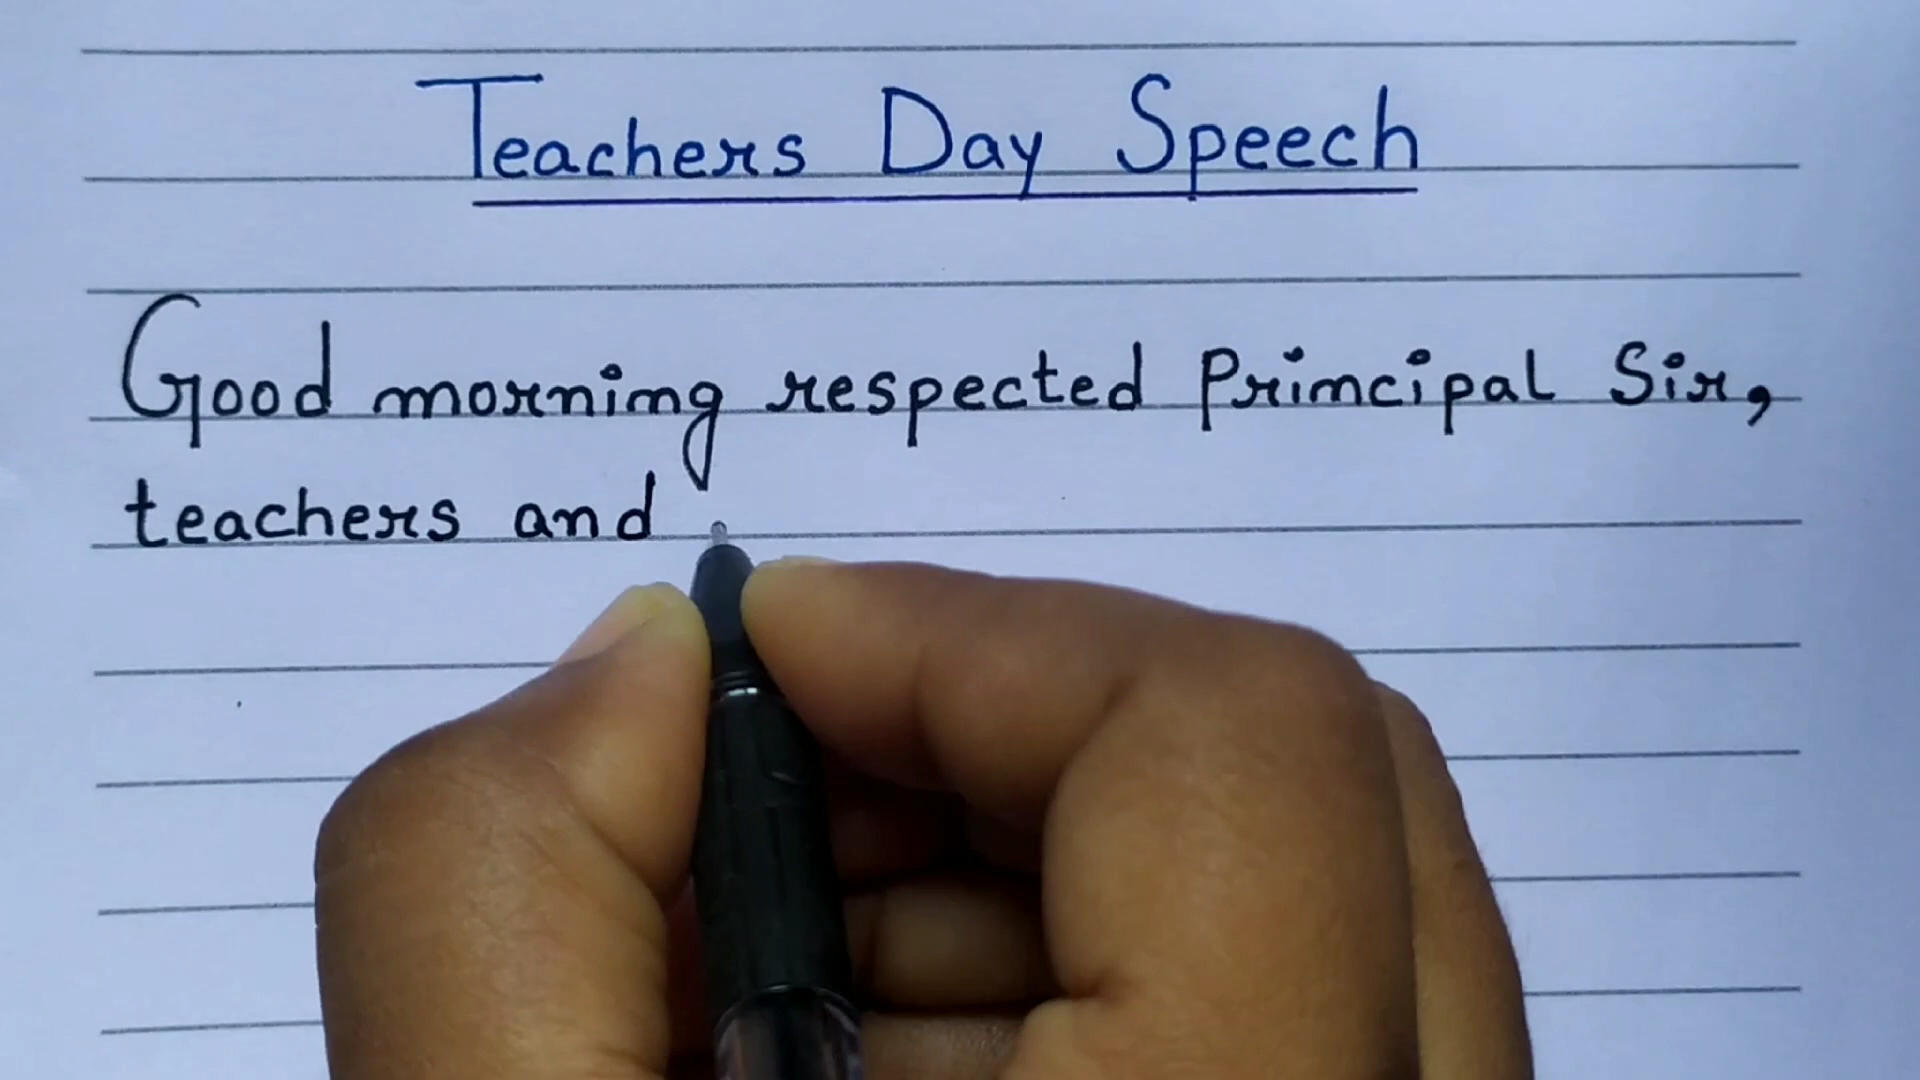 Teachers Day Speech
Good morning respected Principal Sir,
teachers and